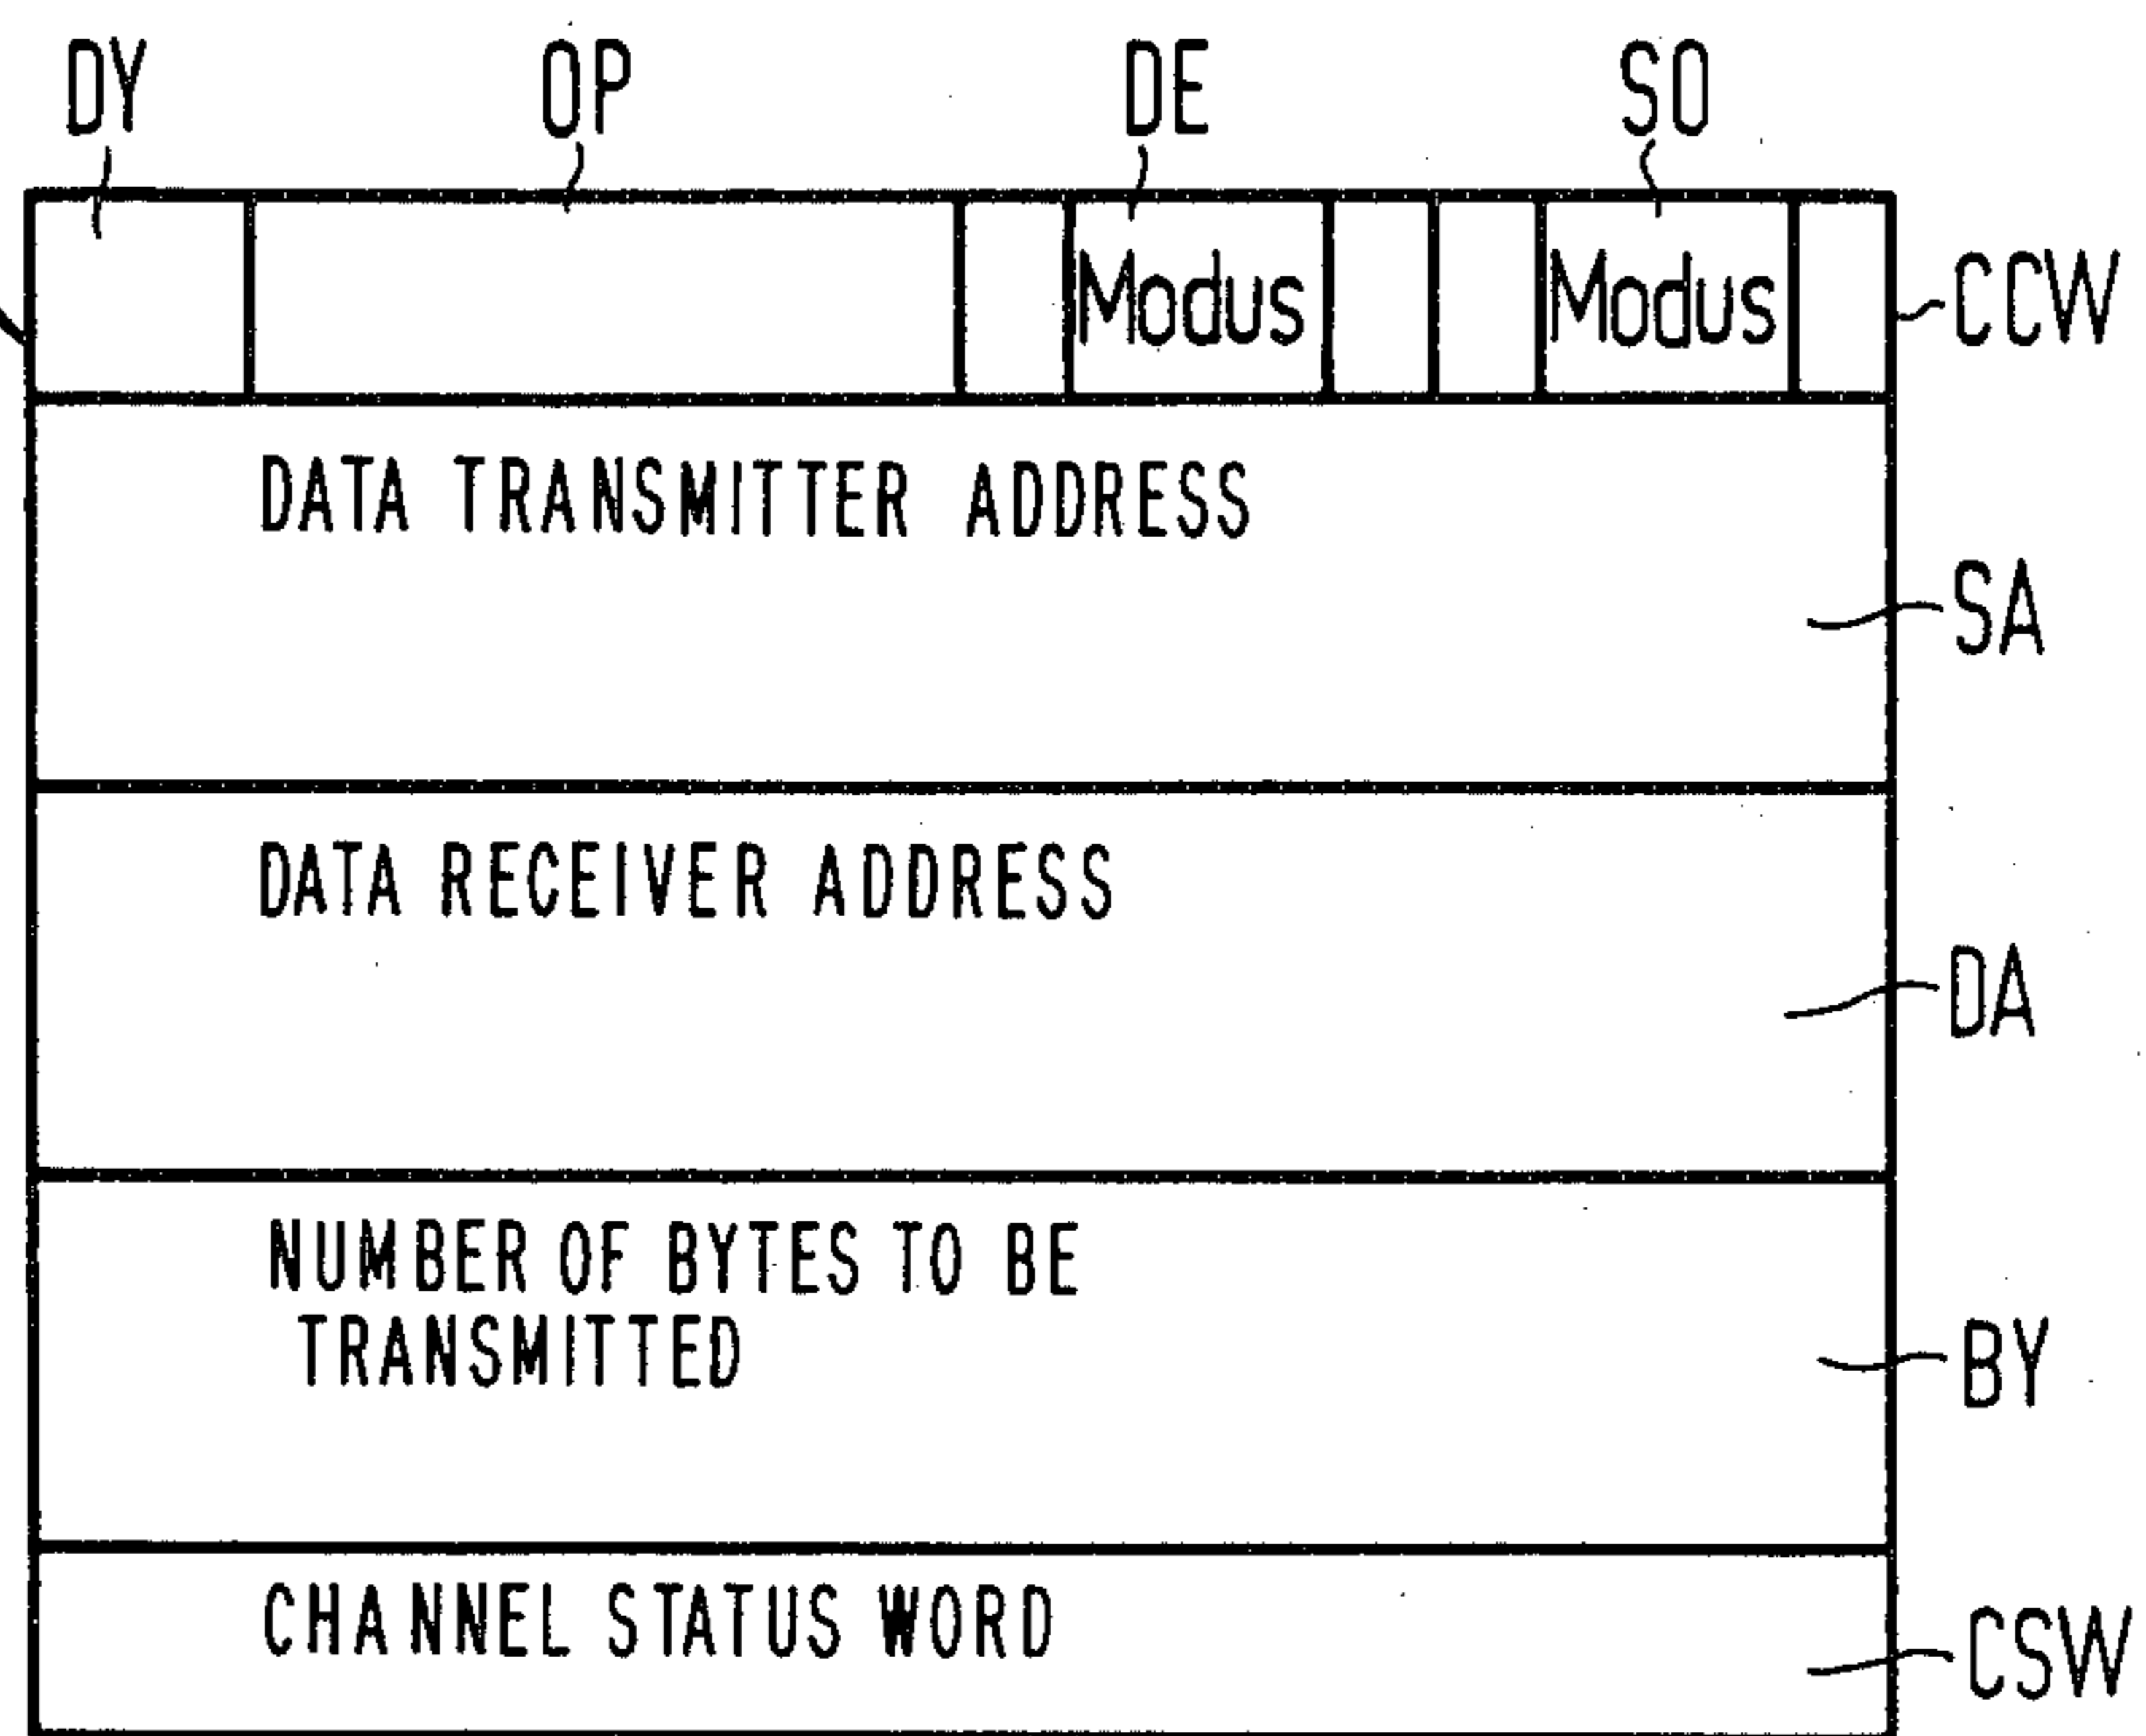 DY OP DE SO
Modus Modus CCW
DATA TRANSMITTER ADDRESS
SA
DATA RECEIVER ADDRESS
DA
NUMBER OF BYTES TO BE
TRANSMITTED
BY
CHANNEL STATUS WORD
CSW